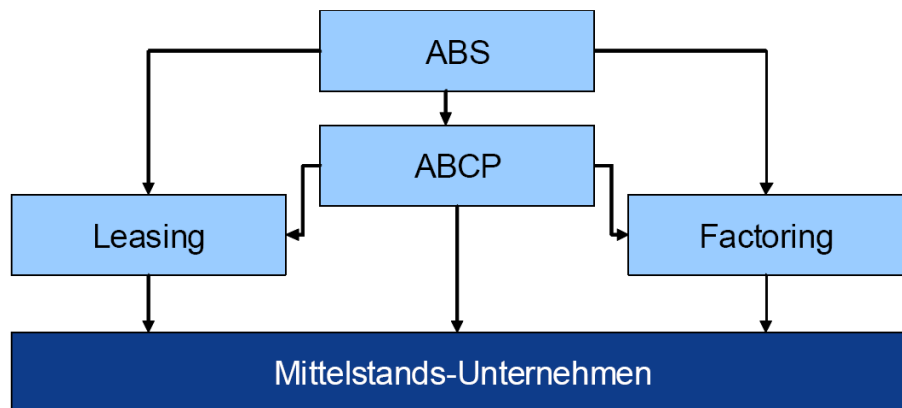 ABS
ABCP
Leasing
Factoring
Mittelstands-Unternehmen